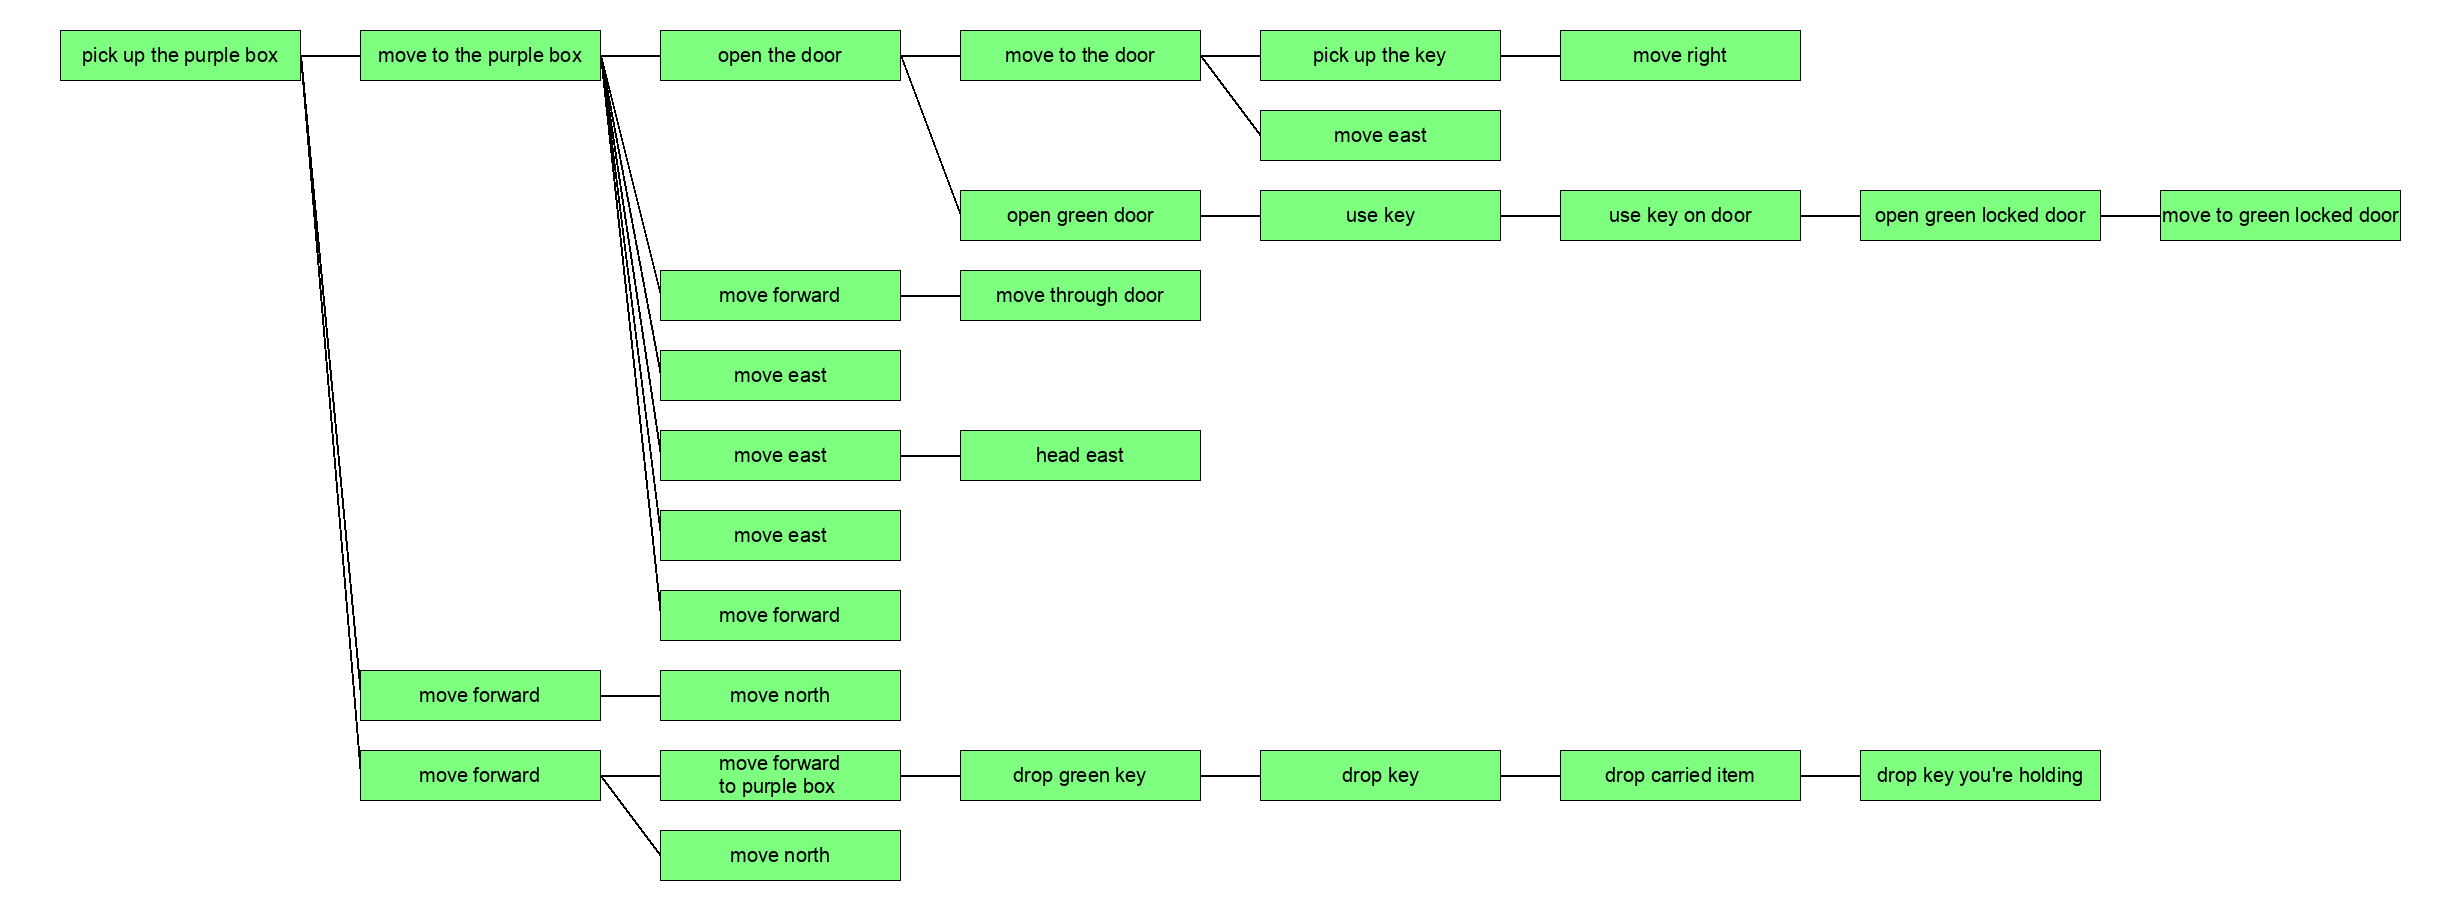 pick up the purple box
move to the purple box
open the door
move to the door
pick up the key
move right
move east
open green door
use key
use key on door
open green locked door
move to green locked door
move forward
move through door
move east
move east
head east
move east
move forward
move forward
move north
move forward
move forward
to purple box
drop green key
drop key
drop carried item
drop key you're holding
move north